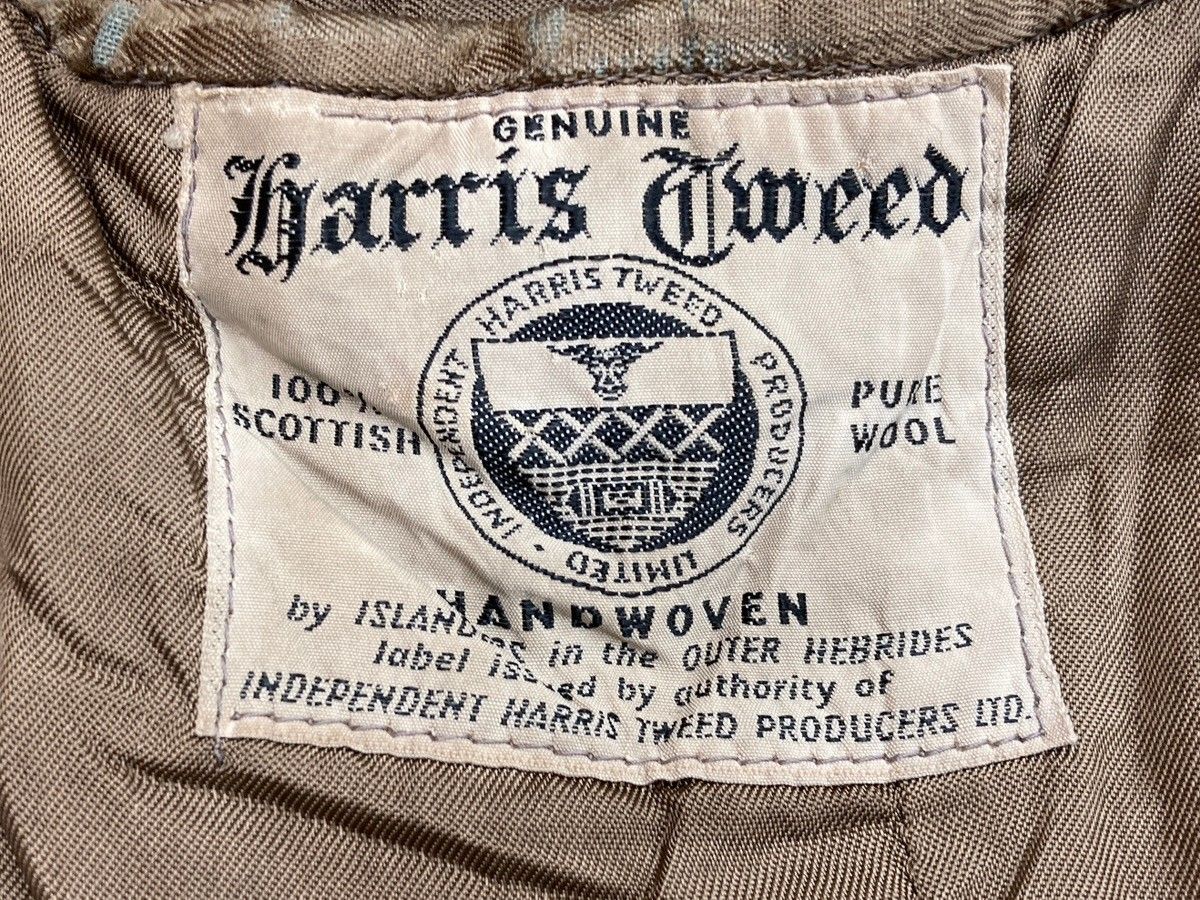 GENUINE
Harris Tweed
HARRIS TWEED PRODUCERS LIMITED · INDEPENDENT
100%
SCOTTISH
PURE
WOOL
HANDWOVEN
by ISLANDERS in the OUTER HEBRIDES
label issued by authority of
INDEPENDENT HARRIS TWEED PRODUCERS LTD.